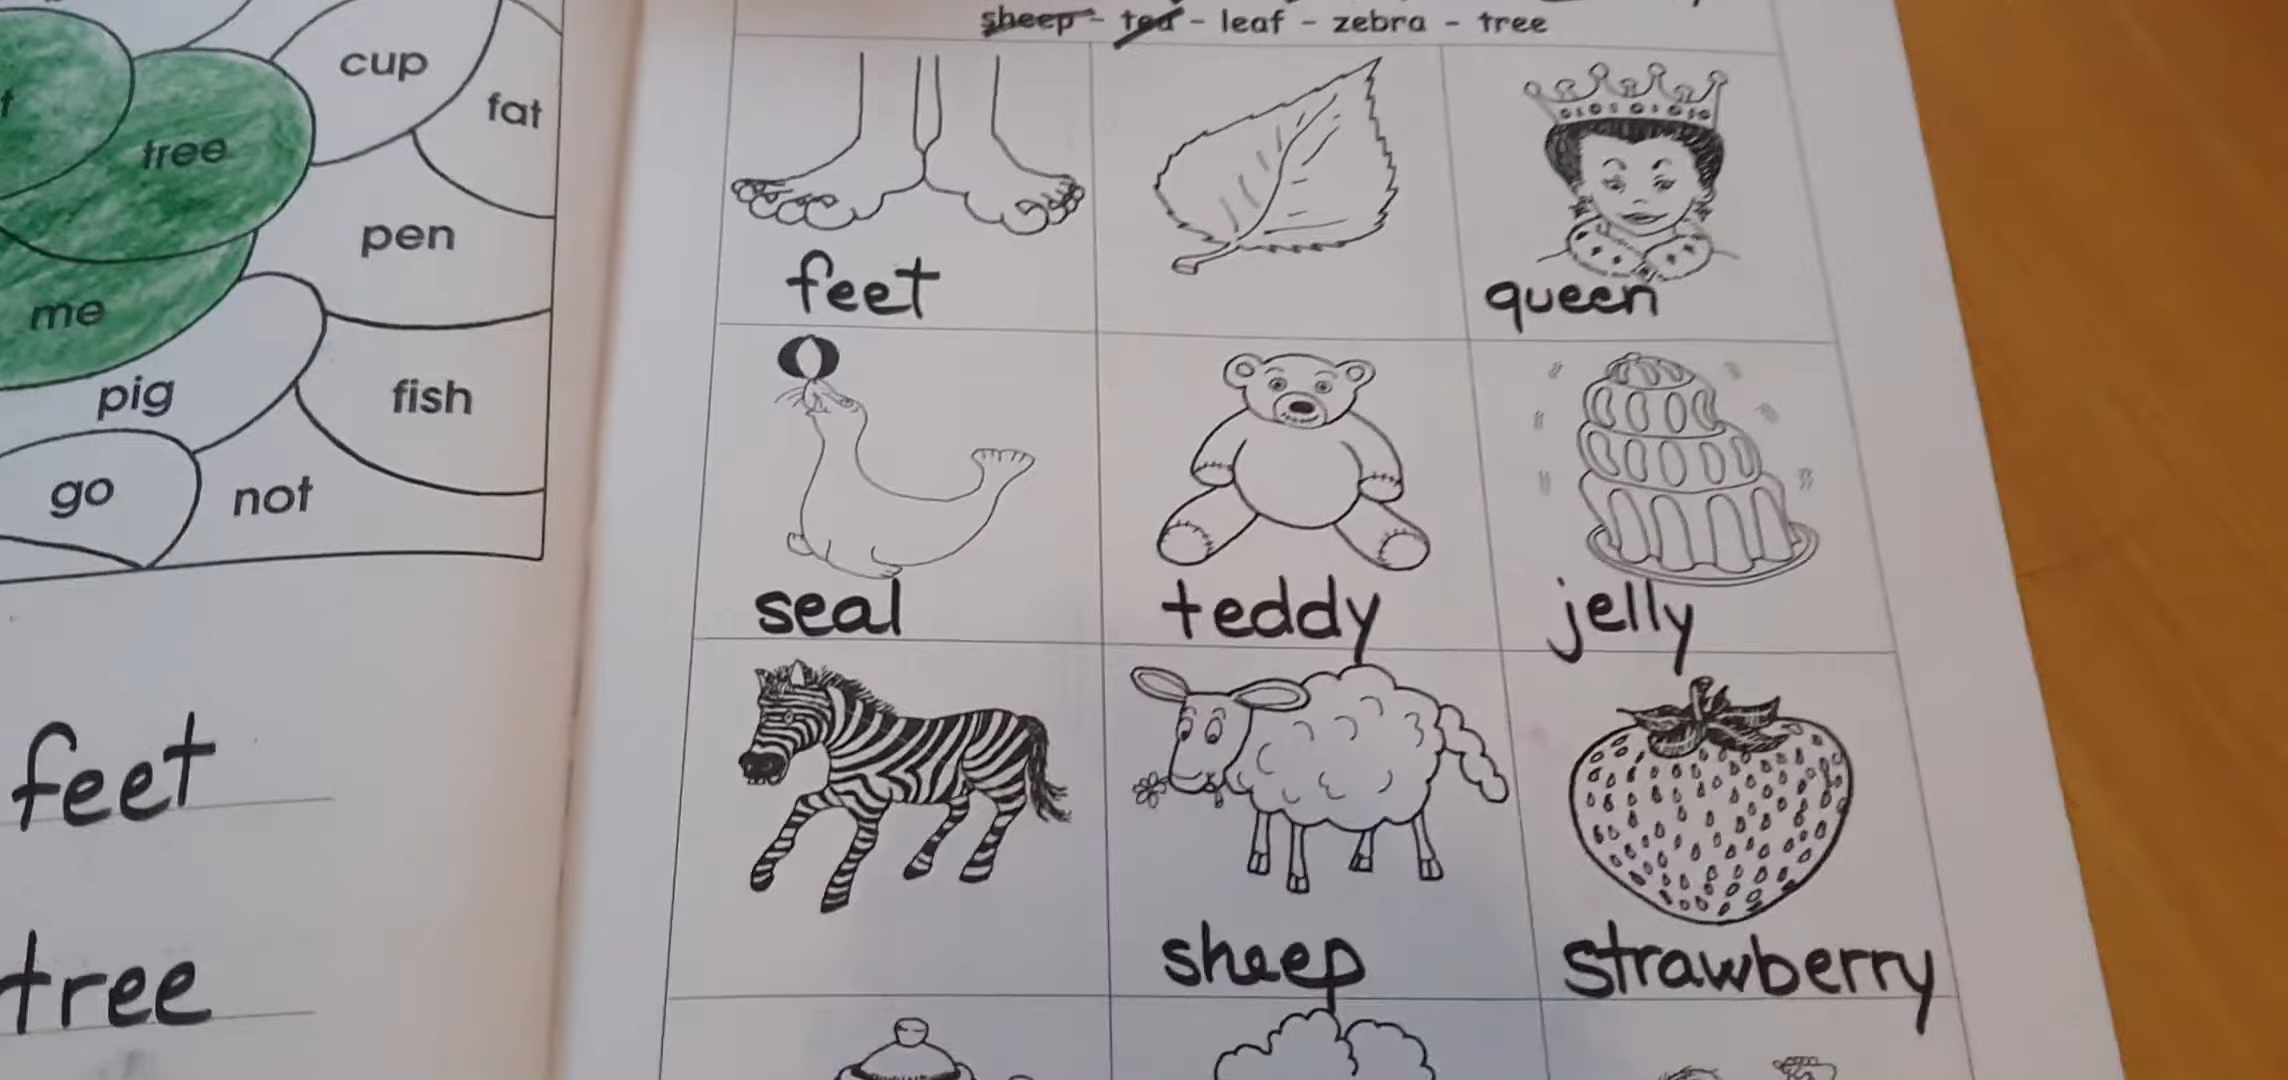 cup
fat
tree
pen
me
pig
fish
go
not
feet
tree
sheep - tea - leaf - zebra - tree
feet
queen
seal
teddy
jelly
sheep
strawberry